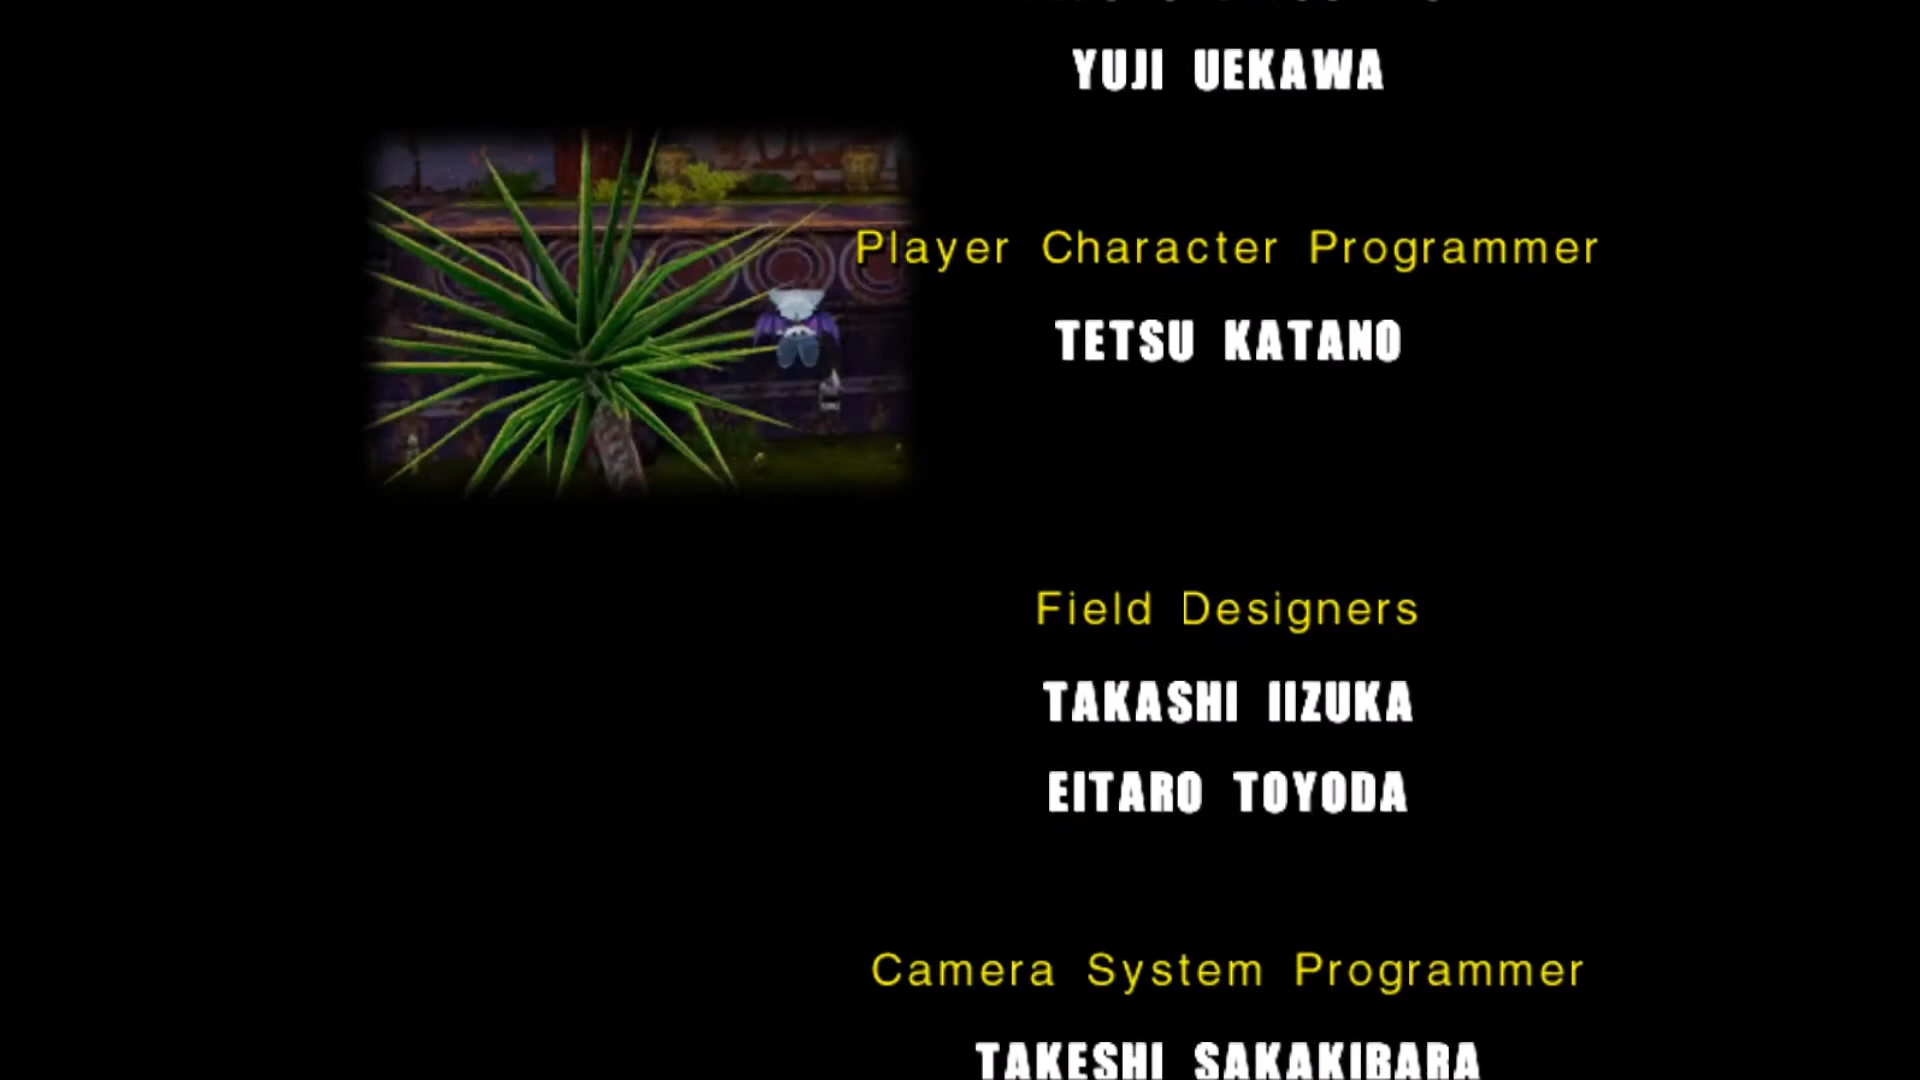 YUJI UEKAWA
Player Character Programmer
TETSU KATANO
Field Designers
TAKASHI IIZUKA
EITARO TOYODA
Camera System Programmer
TAKESHI SAKAKIBARA